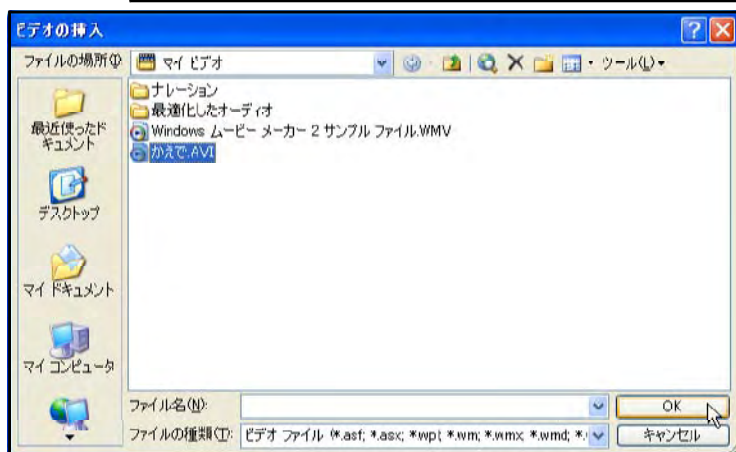 ビデオの挿入
ファイルの場所(I): マイ ビデオ ツール(L)
ナレーション
最適化したオーディオ
Windows ムービー メーカー 2 サンプル ファイル.WMV
かえで.AVI
最近使ったド
キュメント
デスクトップ
マイ ドキュメント
マイ コンピュータ
ファイル名(N): OK
ファイルの種類(T): ビデオ ファイル (*.asf; *.asx; *.wpl; *.wm; *.wmx; *.wmd; *. キャンセル